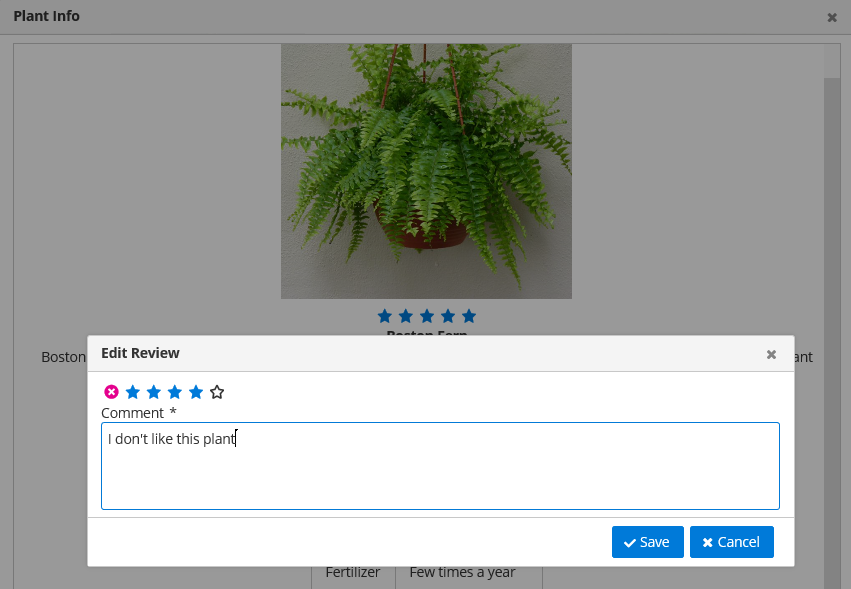 Plant Info
Boston Fern
Boston
ant
Edit Review
Comment *
I don't like this plant
Save
Cancel
Fertilizer Few times a year